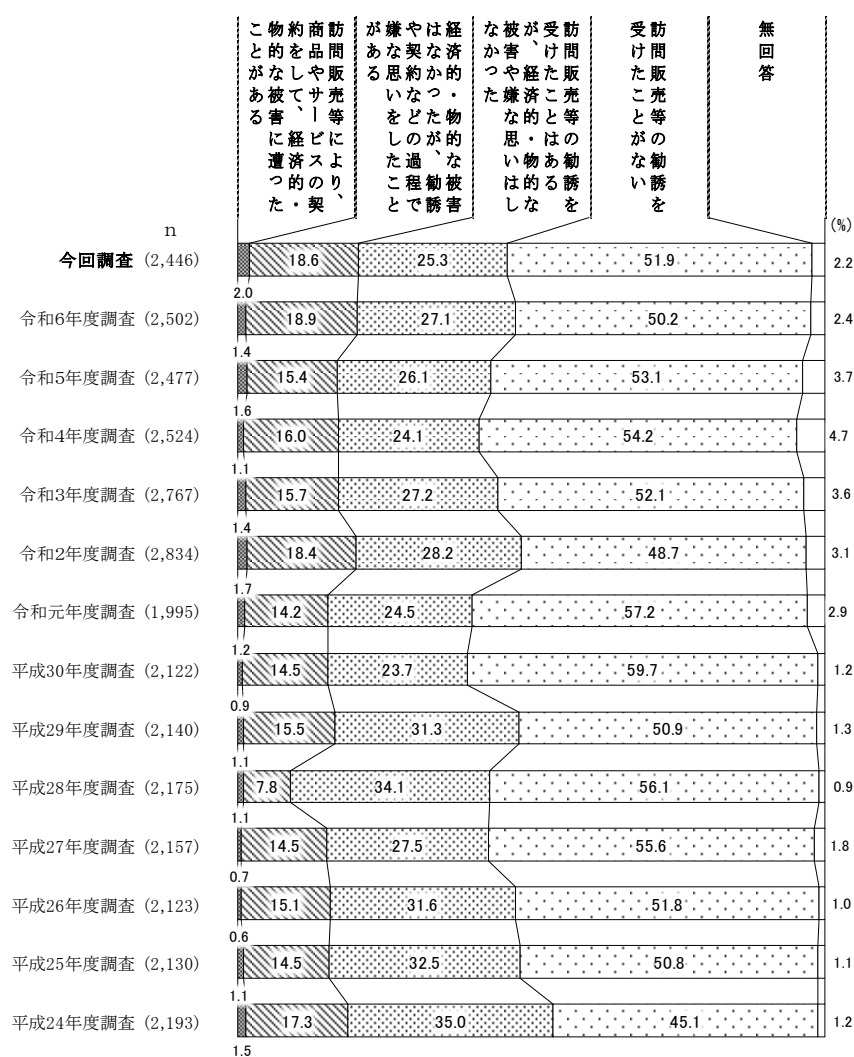 訪問販売等により、
商品やサービスの契
約をして、経済的・
物的な被害に遭った
ことがある
経済的・物的な被害
はなかったが、勧誘
や契約などの過程で
嫌な思いをしたこと
がある
訪問販売等の勧誘を
受けたことはある
が、経済的・物的な
被害や嫌な思いはし
なかった
訪問販売等の勧誘を
受けたことがない
無回答
n
(%)
今回調査 (2,446) 18.6 25.3 51.9 2.2
2.0
令和6年度調査 (2,502) 18.9 27.1 50.2 2.4
1.4
令和5年度調査 (2,477) 15.4 26.1 53.1 3.7
1.6
令和4年度調査 (2,524) 16.0 24.1 54.2 4.7
1.1
令和3年度調査 (2,767) 15.7 27.2 52.1 3.6
1.4
令和2年度調査 (2,834) 18.4 28.2 48.7 3.1
1.7
令和元年度調査 (1,995) 14.2 24.5 57.2 2.9
1.2
平成30年度調査 (2,122) 14.5 23.7 59.7 1.2
0.9
平成29年度調査 (2,140) 15.5 31.3 50.9 1.3
1.1
平成28年度調査 (2,175) 7.8 34.1 56.1 0.9
1.1
平成27年度調査 (2,157) 14.5 27.5 55.6 1.8
0.7
平成26年度調査 (2,123) 15.1 31.6 51.8 1.0
0.6
平成25年度調査 (2,130) 14.5 32.5 50.8 1.1
1.1
平成24年度調査 (2,193) 17.3 35.0 45.1 1.2
1.5